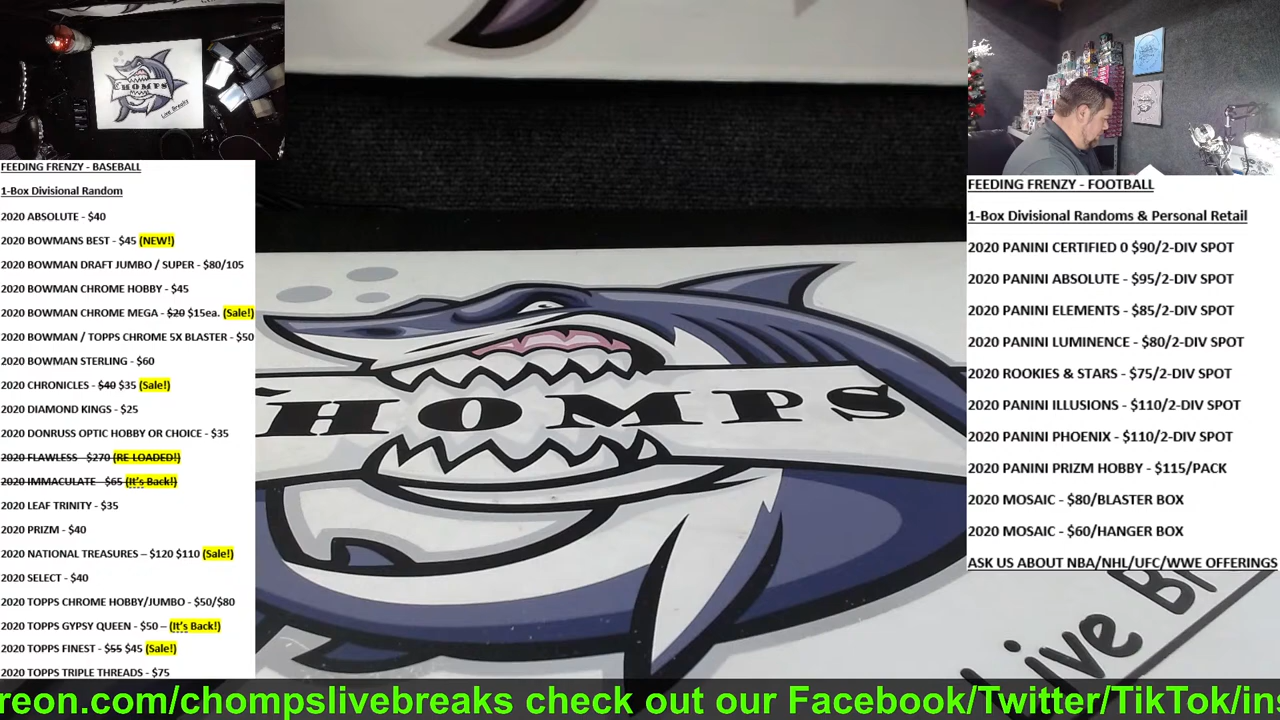 CHOMPS
Live Breaks
FEEDING FRENZY - BASEBALL
1-Box Divisional Random
2020 ABSOLUTE - $40
2020 BOWMANS BEST - $45 (NEW!)
2020 BOWMAN DRAFT JUMBO / SUPER - $80/105
2020 BOWMAN CHROME HOBBY - $45
2020 BOWMAN CHROME MEGA - $20 $15ea. (Sale!)
2020 BOWMAN / TOPPS CHROME 5X BLASTER - $50
2020 BOWMAN STERLING - $60
2020 CHRONICLES - $40 $35 (Sale!)
2020 DIAMOND KINGS - $25
2020 DONRUSS OPTIC HOBBY OR CHOICE - $35
2020 FLAWLESS - $270 (RE LOADED!)
2020 IMMACULATE - $65 (It's Back!)
2020 LEAF TRINITY - $35
2020 PRIZM - $40
2020 NATIONAL TREASURES – $120 $110 (Sale!)
2020 SELECT - $40
2020 TOPPS CHROME HOBBY/JUMBO - $50/$80
2020 TOPPS GYPSY QUEEN - $50 – (It's Back!)
2020 TOPPS FINEST - $55 $45 (Sale!)
2020 TOPPS TRIPLE THREADS - $75
CHOMPS
Live Br
FEEDING FRENZY - FOOTBALL
1-Box Divisional Randoms & Personal Retail
2020 PANINI CERTIFIED 0 $90/2-DIV SPOT
2020 PANINI ABSOLUTE - $95/2-DIV SPOT
2020 PANINI ELEMENTS - $85/2-DIV SPOT
2020 PANINI LUMINENCE - $80/2-DIV SPOT
2020 ROOKIES & STARS - $75/2-DIV SPOT
2020 PANINI ILLUSIONS - $110/2-DIV SPOT
2020 PANINI PHOENIX - $110/2-DIV SPOT
2020 PANINI PRIZM HOBBY - $115/PACK
2020 MOSAIC - $80/BLASTER BOX
2020 MOSAIC - $60/HANGER BOX
ASK US ABOUT NBA/NHL/UFC/WWE OFFERINGS
reon.com/chompslivebreaks check out our Facebook/Twitter/TikTok/ins